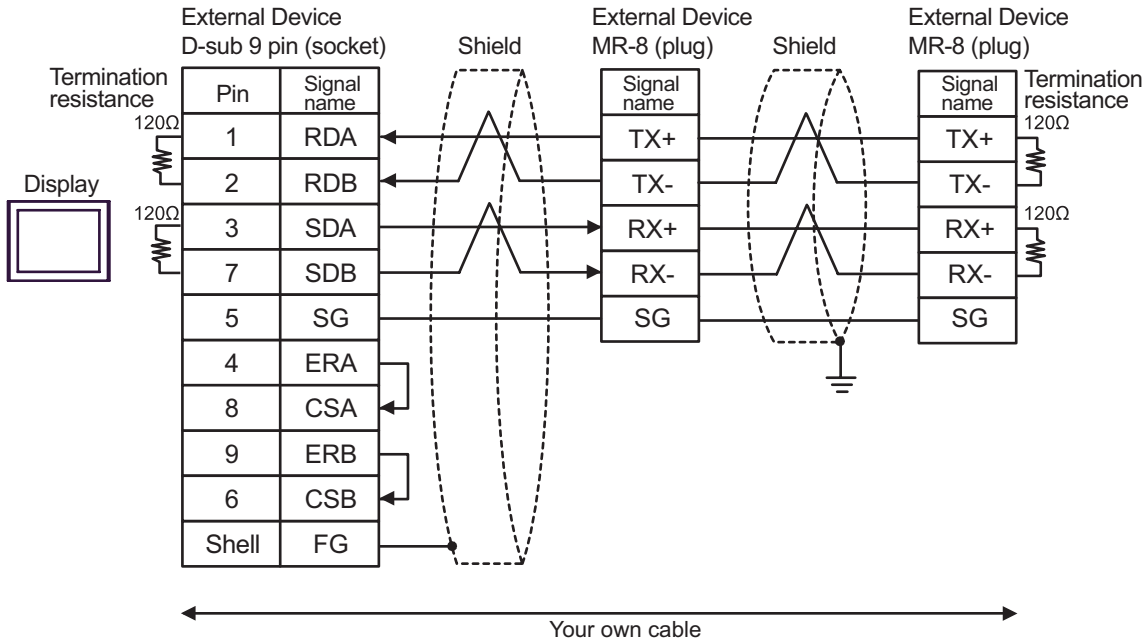 External Device
D-sub 9 pin (socket)
Shield
External Device
MR-8 (plug)
Shield
External Device
MR-8 (plug)
Termination
resistance
120Ω
120Ω
Display
Pin
Signal
name
1
RDA
2
RDB
3
SDA
7
SDB
5
SG
4
ERA
8
CSA
9
ERB
6
CSB
Shell
FG
Signal
name
TX+
TX-
RX+
RX-
SG
Signal
name
TX+
TX-
RX+
RX-
SG
Termination
resistance
120Ω
120Ω
Your own cable